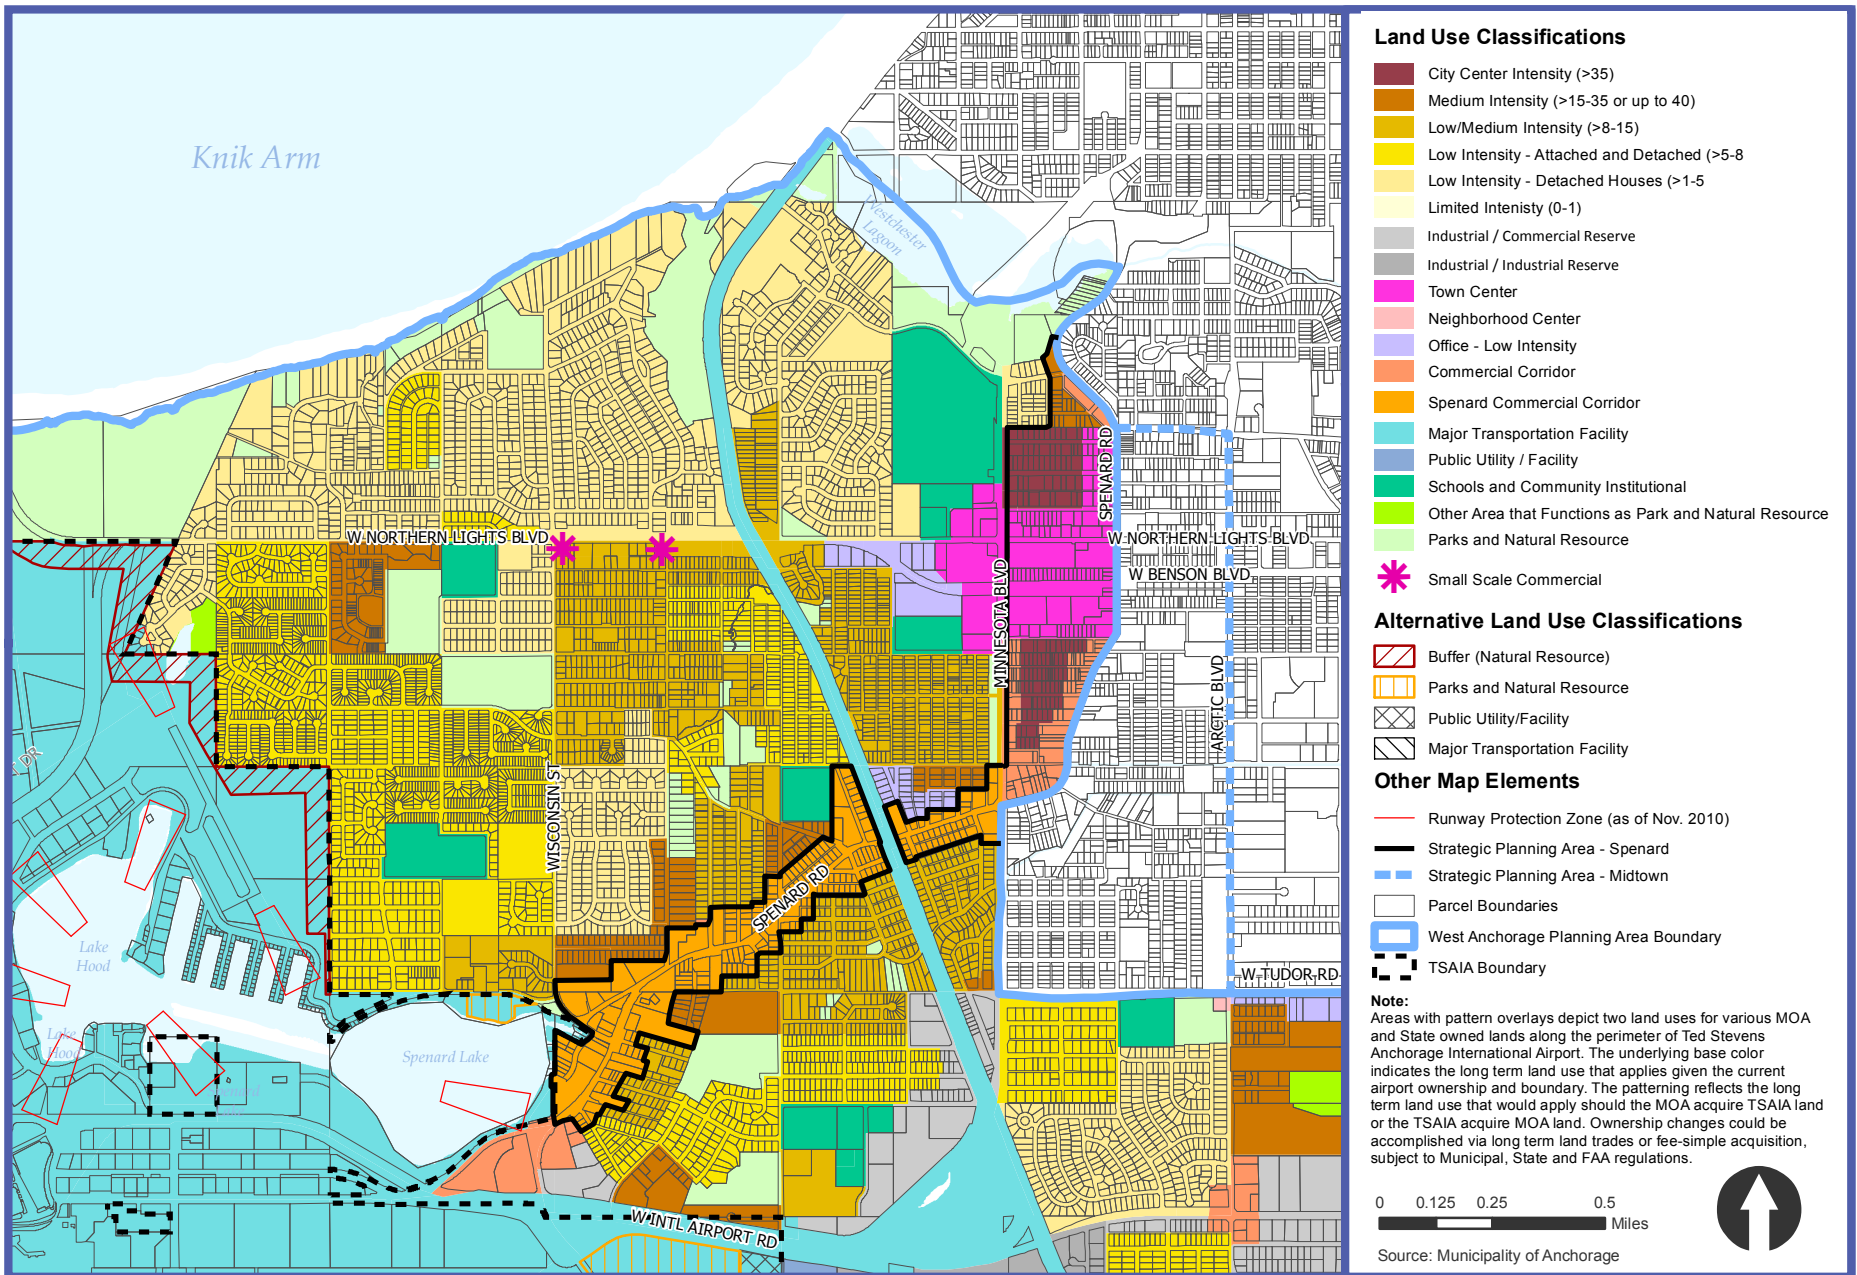 Knik Arm
Westchester
Lagoon
W NORTHERN LIGHTS BLVD
W NORTHERN LIGHTS BLVD
W BENSON BLVD
SPENARD RD
MINNESOTA BLVD
ARCTIC BLVD
WISCONSIN ST
SPENARD RD
DR
Lake
Hood
Lake
Hood
Spenard Lake
W TUDOR RD
W INTL AIRPORT RD
Land Use Classifications
City Center Intensity (>35)
Medium Intensity (>15-35 or up to 40)
Low/Medium Intensity (>8-15)
Low Intensity - Attached and Detached (>5-8
Low Intensity - Detached Houses (>1-5
Limited Intenisty (0-1)
Industrial / Commercial Reserve
Industrial / Industrial Reserve
Town Center
Neighborhood Center
Office - Low Intensity
Commercial Corridor
Spenard Commercial Corridor
Major Transportation Facility
Public Utility / Facility
Schools and Community Institutional
Other Area that Functions as Park and Natural Resource
Parks and Natural Resource
Small Scale Commercial
Alternative Land Use Classifications
Buffer (Natural Resource)
Parks and Natural Resource
Public Utility/Facility
Major Transportation Facility
Other Map Elements
Runway Protection Zone (as of Nov. 2010)
Strategic Planning Area - Spenard
Strategic Planning Area - Midtown
Parcel Boundaries
West Anchorage Planning Area Boundary
TSAIA Boundary
Note:
Areas with pattern overlays depict two land uses for various MOA
and State owned lands along the perimeter of Ted Stevens
Anchorage International Airport. The underlying base color
indicates the long term land use that applies given the current
airport ownership and boundary. The patterning reflects the long
term land use that would apply should the MOA acquire TSAIA land
or the TSAIA acquire MOA land. Ownership changes could be
accomplished via long term land trades or fee-simple acquisition,
subject to Municipal, State and FAA regulations.
0 0.125 0.25 0.5
Miles
Source: Municipality of Anchorage